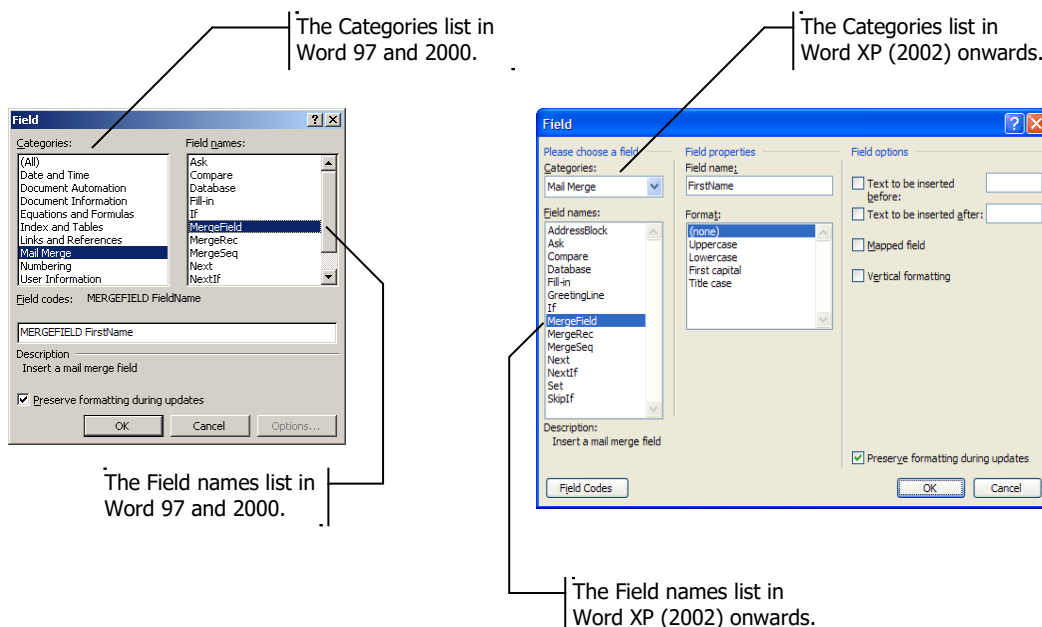 The Categories list in
Word 97 and 2000.
The Categories list in
Word XP (2002) onwards.
Field
Categories:
(All)
Date and Time
Document Automation
Document Information
Equations and Formulas
Index and Tables
Links and References
Mail Merge
Numbering
User Information
Field names:
Ask
Compare
Database
Fill-in
If
MergeField
MergeRec
MergeSeq
Next
NextIf
Field codes: MERGEFIELD FieldName
MERGEFIELD FirstName
Description
Insert a mail merge field
Preserve formatting during updates
OK Cancel Options...
The Field names list in
Word 97 and 2000.
Field
Please choose a field
Categories:
Mail Merge
Field names:
AddressBlock
Ask
Compare
Database
Fill-in
GreetingLine
If
MergeField
MergeRec
MergeSeq
Next
NextIf
Set
SkipIf
Description:
Insert a mail merge field
Field Codes
Field properties
Field name:
FirstName
Format:
(none)
Uppercase
Lowercase
First capital
Title case
Field options
Text to be inserted
before:
Text to be inserted after:
Mapped field
Vertical formatting
Preserve formatting during updates
OK Cancel
The Field names list in
Word XP (2002) onwards.